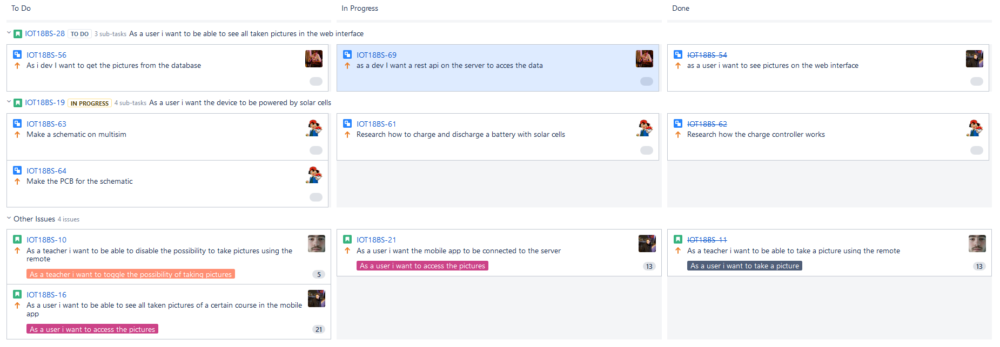 To Do
In Progress
Done
IOT18BS-28 TO DO 3 sub-tasks As a user i want to be able to see all taken pictures in the web interface
IOT18BS-56
As i dev I want to get the pictures from the database
IOT18BS-69
as a dev I want a rest api on the server to acces the data
IOT18BS-54
as a user i want to see pictures on the web interface
IOT18BS-19 IN PROGRESS 4 sub-tasks As a user i want the device to be powered by solar cells
IOT18BS-63
Make a schematic on multisim
IOT18BS-64
Make the PCB for the schematic
IOT18BS-61
Research how to charge and discharge a battery with solar cells
IOT18BS-62
Research how the charge controller works
Other Issues 4 issues
IOT18BS-10
As a teacher i want to be able to disable the possibility to take pictures using the
remote
As a teacher i want to toggle the possibility of taking pictures
5
IOT18BS-16
As a user i want to be able to see all taken pictures of a certain course in the mobile
app
As a user i want to access the pictures
21
IOT18BS-21
As a user i want the mobile app to be connected to the server
As a user i want to access the pictures
13
IOT18BS-11
As a teacher i want to be able to take a picture using the remote
As a user i want to take a picture
13